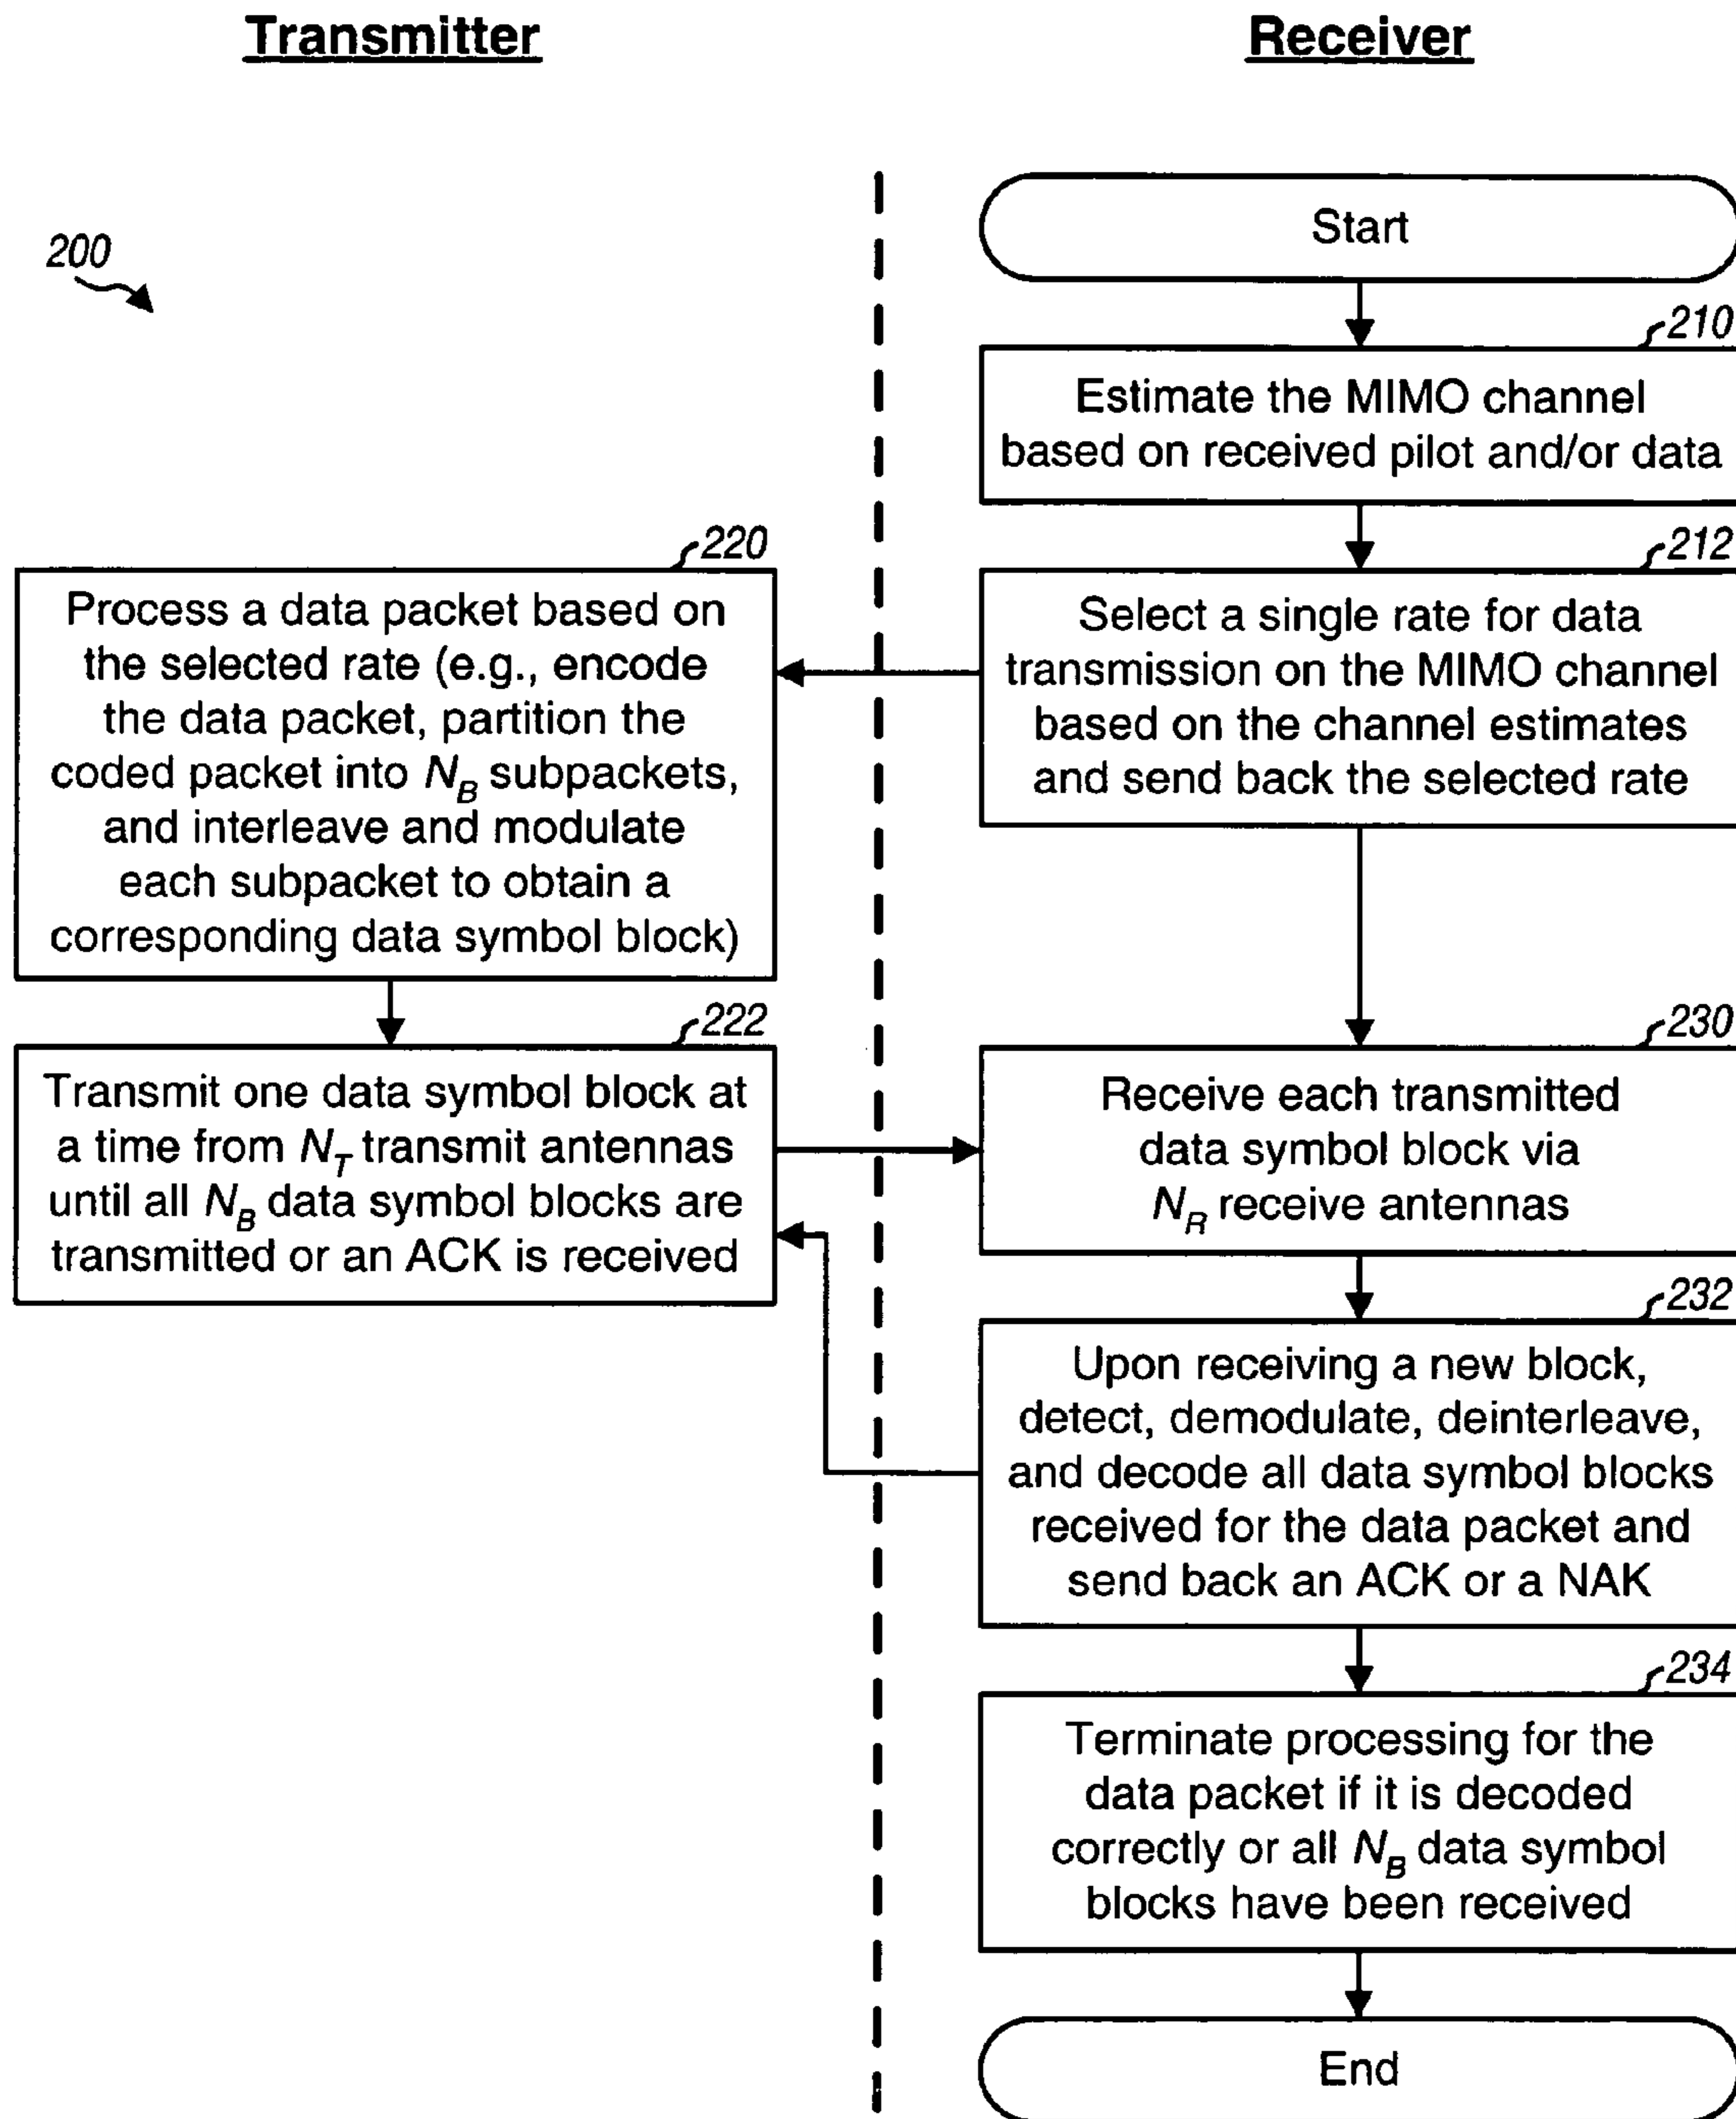 Transmitter
Receiver
200
Start
210
Estimate the MIMO channel
based on received pilot and/or data
212
Select a single rate for data
transmission on the MIMO channel
based on the channel estimates
and send back the selected rate
220
Process a data packet based on
the selected rate (e.g., encode
the data packet, partition the
coded packet into N_B subpackets,
and interleave and modulate
each subpacket to obtain a
corresponding data symbol block)
222
Transmit one data symbol block at
a time from N_T transmit antennas
until all N_B data symbol blocks are
transmitted or an ACK is received
230
Receive each transmitted
data symbol block via
N_R receive antennas
232
Upon receiving a new block,
detect, demodulate, deinterleave,
and decode all data symbol blocks
received for the data packet and
send back an ACK or a NAK
234
Terminate processing for the
data packet if it is decoded
correctly or all N_B data symbol
blocks have been received
End